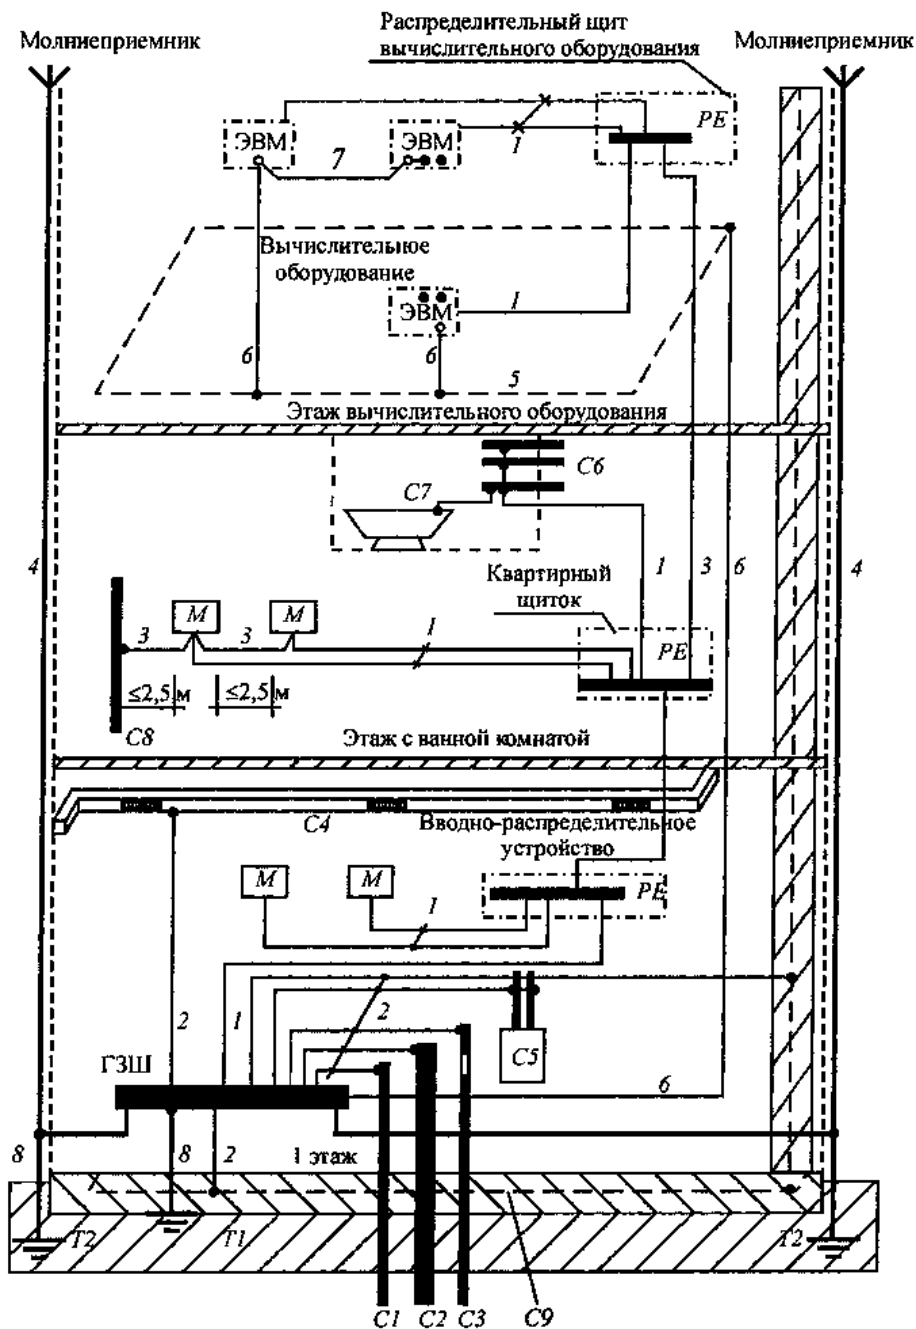 Распределительный щит
вычислительного оборудования
Молниеприемник
Молниеприемник
PE
ЭВМ
ЭВМ
7
1
Вычислительное
оборудование
ЭВМ
1
6
6
5
Этаж вычислительного оборудования
C6
C7
4
1
3
6
4
Квартирный
щиток
M
M
3
3
1
PE
≤2,5 м
≤2,5 м
C8
Этаж с ванной комнатой
C4
Вводно-распределительное
устройство
M
M
1
PE
2
1
2
C5
ГЗШ
6
8
8
2
1 этаж
T2
T1
T2
C1
C2
C3
C9